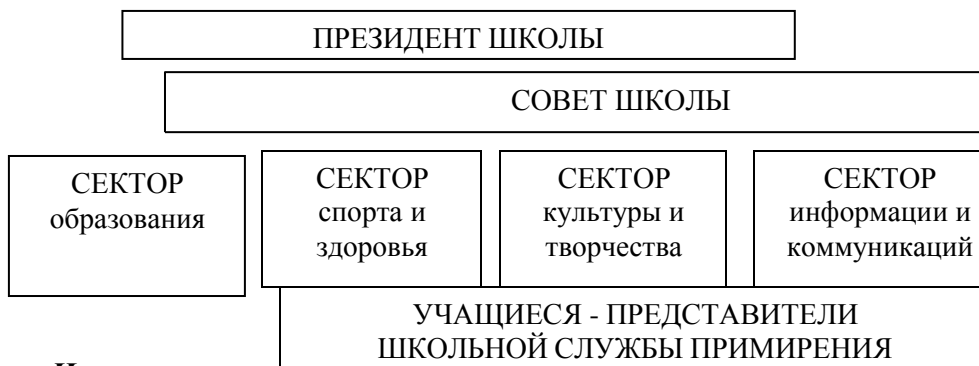 ПРЕЗИДЕНТ ШКОЛЫ
СОВЕТ ШКОЛЫ
СЕКТОР
образования
СЕКТОР
спорта и
здоровья
СЕКТОР
культуры и
творчества
СЕКТОР
информации и
коммуникаций
УЧАЩИЕСЯ - ПРЕДСТАВИТЕЛИ
ШКОЛЬНОЙ СЛУЖБЫ ПРИМИРЕНИЯ